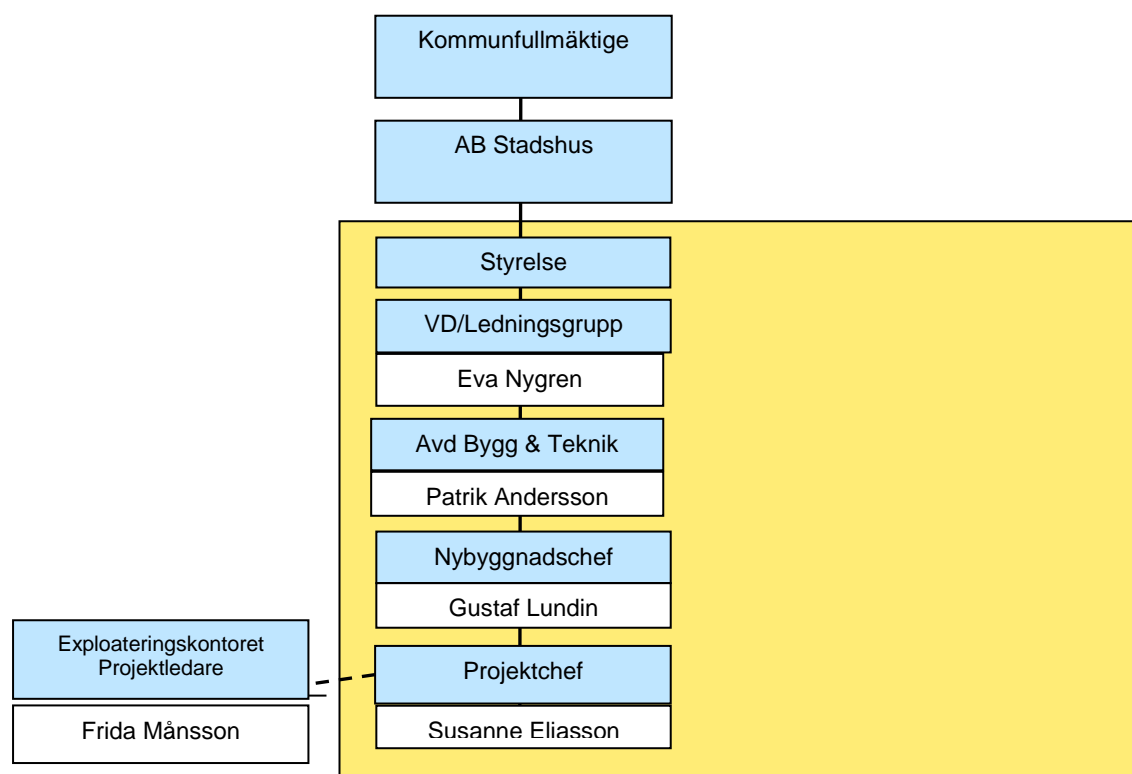 Kommunfullmäktige
AB Stadshus
Styrelse
VD/Ledningsgrupp
Eva Nygren
Avd Bygg & Teknik
Patrik Andersson
Nybyggnadschef
Gustaf Lundin
Exploateringskontoret
Projektledare
Frida Månsson
Projektchef
Susanne Eliasson